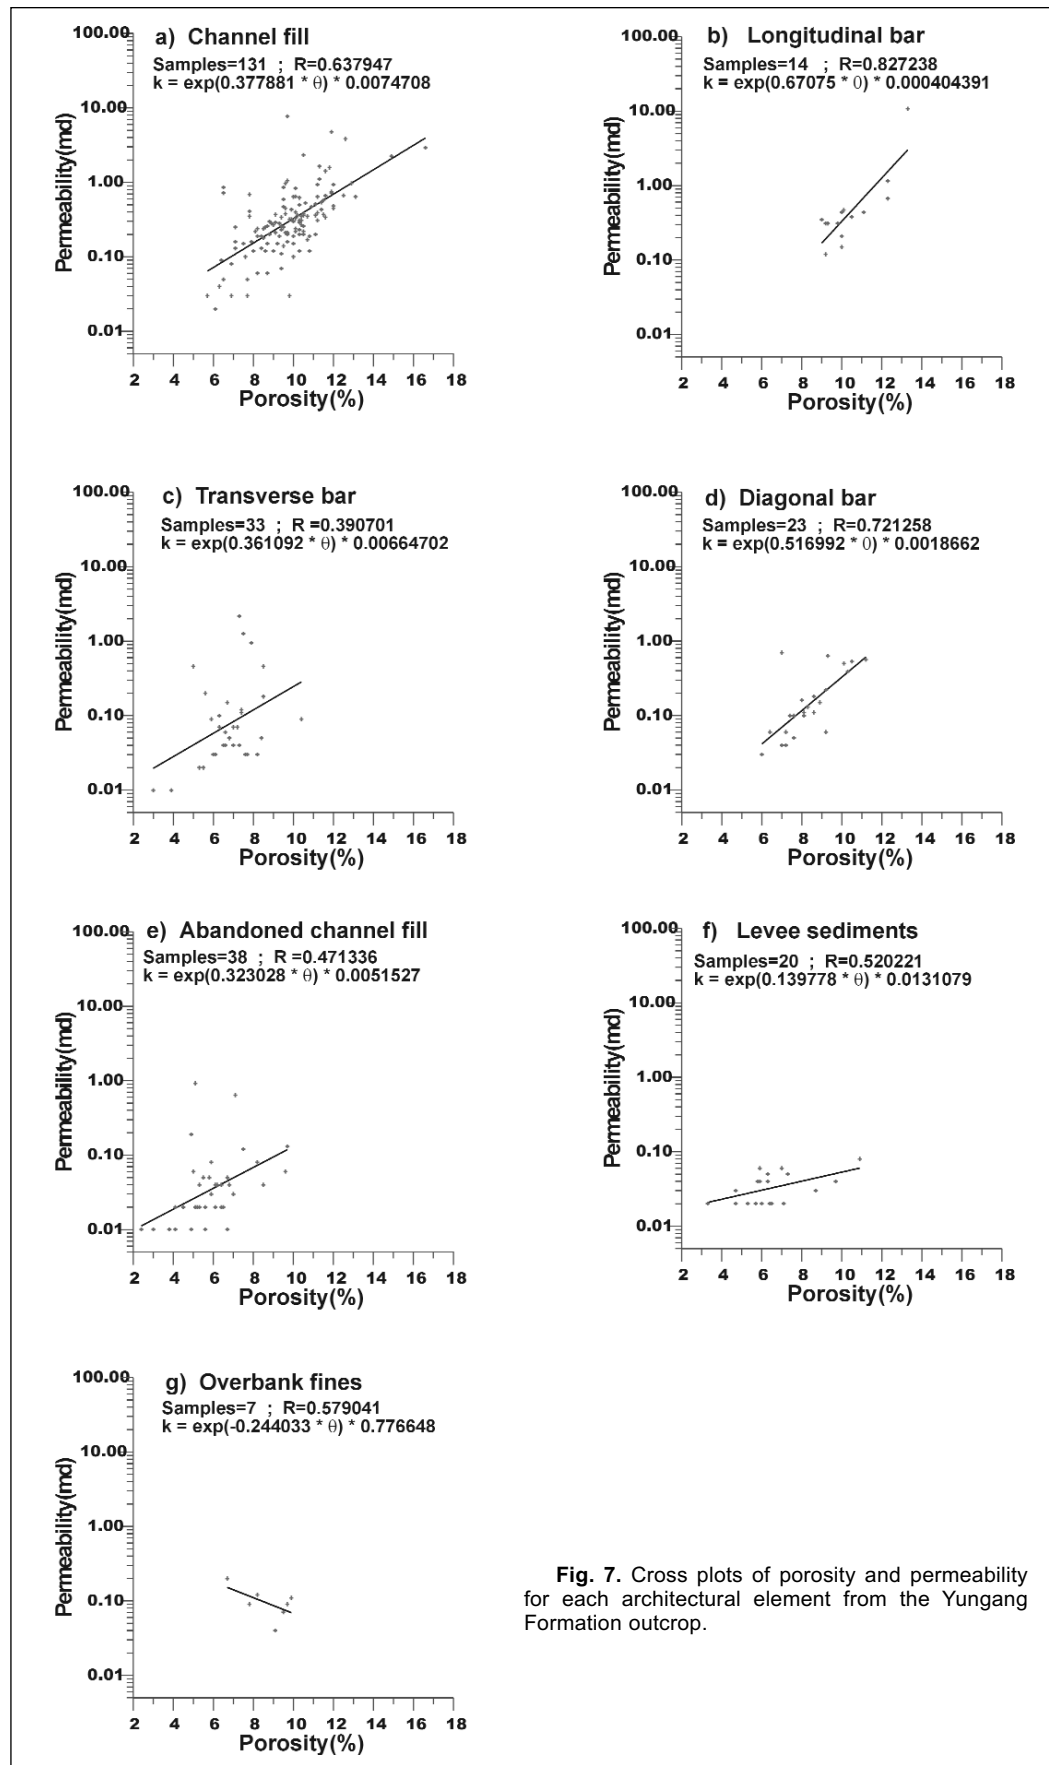 a) Channel fill
Samples=131 ; R=0.637947
k = exp(0.377881 * θ) * 0.0074708
100.00
10.00
1.00
0.10
0.01
Permeability(md)
2 4 6 8 10 12 14 16 18
Porosity(%)
b) Longitudinal bar
Samples=14 ; R=0.827238
k = exp(0.67075 * 0) * 0.000404391
100.00
10.00
1.00
0.10
0.01
Permeability(md)
2 4 6 8 10 12 14 16 18
Porosity(%)
c) Transverse bar
Samples=33 ; R =0.390701
k = exp(0.361092 * θ) * 0.00664702
100.00
10.00
1.00
0.10
0.01
Permeability(md)
2 4 6 8 10 12 14 16 18
Porosity(%)
d) Diagonal bar
Samples=23 ; R=0.721258
k = exp(0.516992 * 0) * 0.0018662
100.00
10.00
1.00
0.10
0.01
Permeability(md)
2 4 6 8 10 12 14 16 18
Porosity(%)
e) Abandoned channel fill
Samples=38 ; R =0.471336
k = exp(0.323028 * θ) * 0.0051527
100.00
10.00
1.00
0.10
0.01
Permeability(md)
2 4 6 8 10 12 14 16 18
Porosity(%)
f) Levee sediments
Samples=20 ; R=0.520221
k = exp(0.139778 * θ) * 0.0131079
100.00
10.00
1.00
0.10
0.01
Permeability(md)
2 4 6 8 10 12 14 16 18
Porosity(%)
g) Overbank fines
Samples=7 ; R=0.579041
k = exp(-0.244033 * θ) * 0.776648
100.00
10.00
1.00
0.10
0.01
Permeability(md)
2 4 6 8 10 12 14 16 18
Porosity(%)
Fig. 7. Cross plots of porosity and permeability
for each architectural element from the Yungang
Formation outcrop.